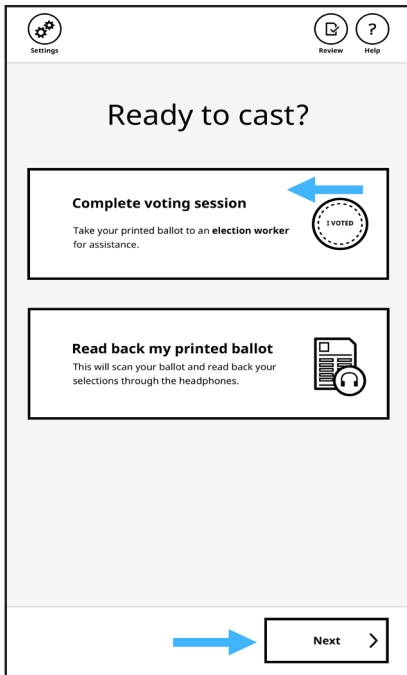 Settings
Review
Help
?
Ready to cast?
Complete voting session
Take your printed ballot to an election worker
for assistance.
I VOTED
Read back my printed ballot
This will scan your ballot and read back your
selections through the headphones.
Next